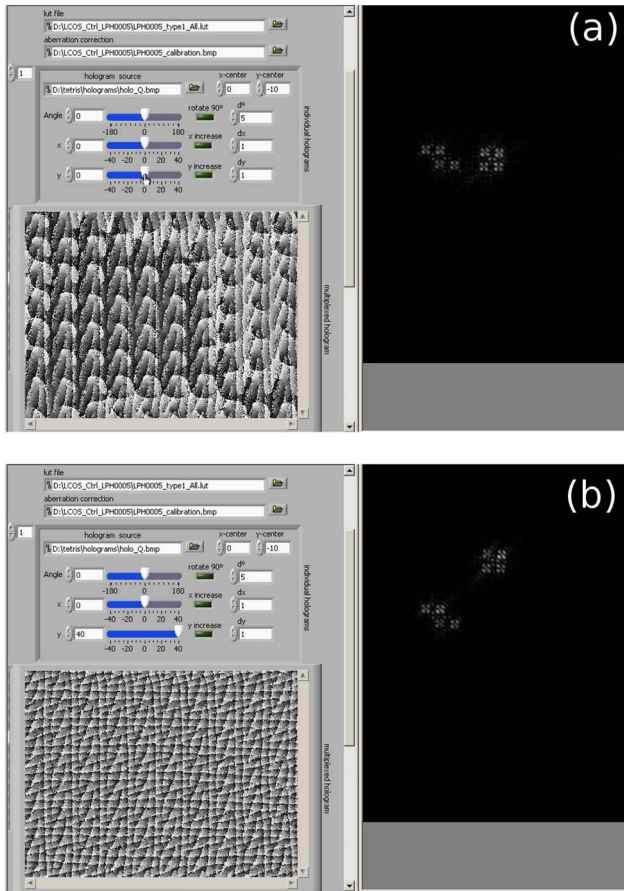 lut file
% D:\LCOS_Ctrl_LPH0005\LPH0005_type1_All.lut
aberration correction
% D:\LCOS_Ctrl_LPH0005\LPH0005_calibration.bmp
1
hologram source x-center y-center
% D:\tetris\holograms\holo_Q.bmp 0 -10
Angle 0 rotate 90º dº
5
-180 0 180
x 0 x increase dx
1
-40 -20 0 20 40
y 0 y increase dy
1
-40 -20 0 20 40
individual holograms
multiplexed hologram
(a)
lut file
% D:\LCOS_Ctrl_LPH0005\LPH0005_type1_All.lut
aberration correction
% D:\LCOS_Ctrl_LPH0005\LPH0005_calibration.bmp
1
hologram source x-center y-center
% D:\tetris\holograms\holo_Q.bmp 0 -10
Angle 0 rotate 90º dº
5
-180 0 180
x 0 x increase dx
1
-40 -20 0 20 40
y 40 y increase dy
1
-40 -20 0 20 40
individual holograms
multiplexed hologram
(b)